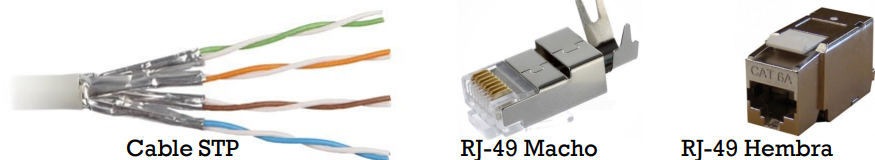 CAT 6A
Cable STP
RJ-49 Macho
RJ-49 Hembra